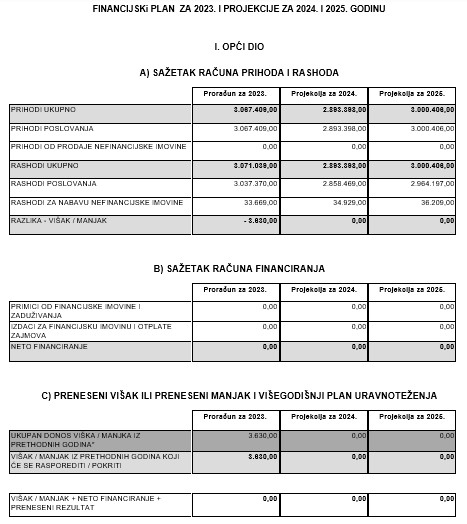 FINANCIJSKi PLAN ZA 2023. I PROJEKCIJE ZA 2024. I 2025. GODINU
I. OPĆI DIO
A) SAŽETAK RAČUNA PRIHODA I RASHODA
Proračun za 2023. Projekcija za 2024. Projekcija za 2025.
PRIHODI UKUPNO 3.067.409,00 2.893.398,00 3.000.406,00
PRIHODI POSLOVANJA 3.067.409,00 2.893.398,00 3.000.406,00
PRIHODI OD PRODAJE NEFINANCIJSKE IMOVINE 0,00 0,00 0,00
RASHODI UKUPNO 3.071.039,00 2.893.398,00 3.000.406,00
RASHODI POSLOVANJA 3.037.370,00 2.858.469,00 2.964.197,00
RASHODI ZA NABAVU NEFINANCIJSKE IMOVINE 33.669,00 34.929,00 36.209,00
RAZLIKA - VIŠAK / MANJAK - 3.630,00 0,00 0,00
B) SAŽETAK RAČUNA FINANCIRANJA
Proračun za 2023. Projekcija za 2024. Projekcija za 2025.
PRIMICI OD FINANCIJSKE IMOVINE I 0,00 0,00 0,00
ZADUŽIVANJA
IZDACI ZA FINANCIJSKU IMOVINU I OTPLATE 0,00 0,00 0,00
ZAJMOVA
NETO FINANCIRANJE 0,00 0,00 0,00
C) PRENESENI VIŠAK ILI PRENESENI MANJAK I VIŠEGODIŠNJI PLAN URAVNOTEŽENJA
Proračun za 2023. Projekcija za 2024. Projekcija za 2025.
UKUPAN DONOS VIŠKA / MANJKA IZ 3.630,00 0,00 0,00
PRETHODNIH GODINA*
VIŠAK / MANJAK IZ PRETHODNIH GODINA KOJI 3.630,00 0,00 0,00
ĆE SE RASPOREDITI / POKRITI
VIŠAK / MANJAK + NETO FINANCIRANJE + 0,00 0,00 0,00
PRENESENI REZULTAT